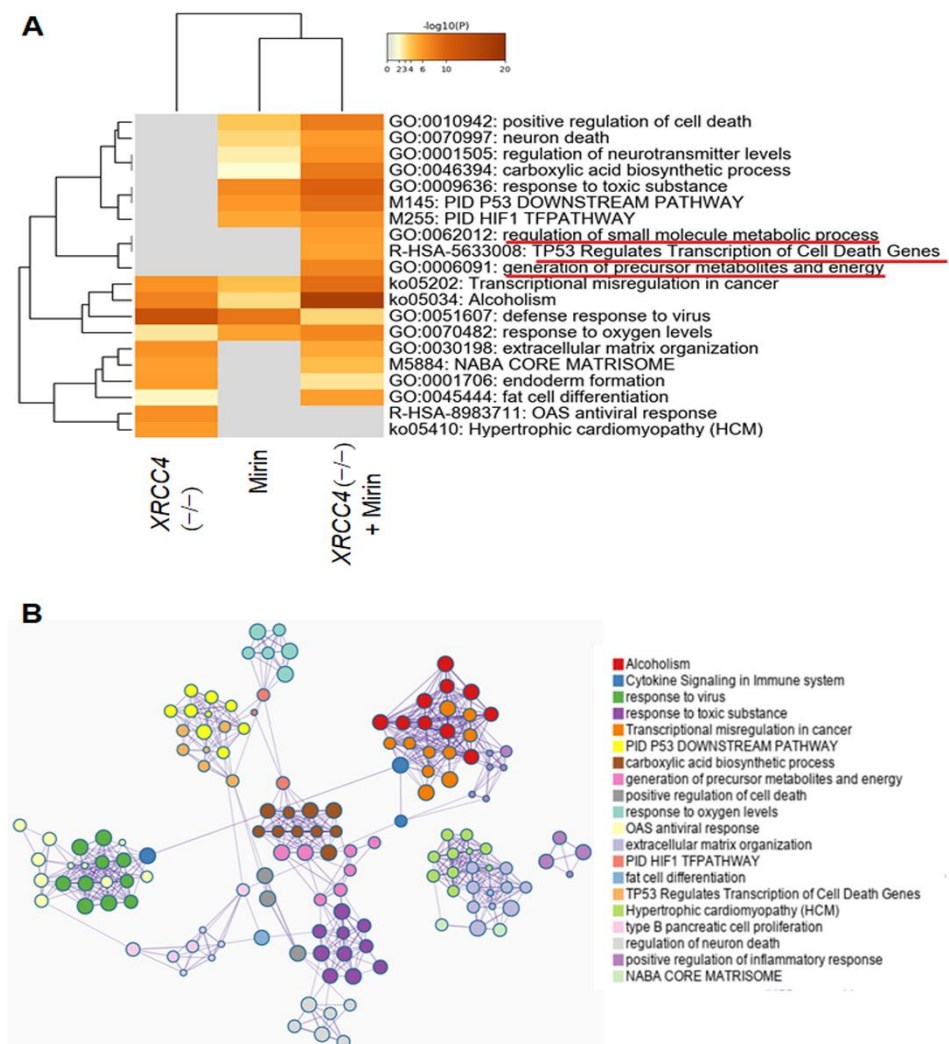 A
-log10(P)
0 2 3 4 6 10 20
GO:0010942: positive regulation of cell death
GO:0070997: neuron death
GO:0001505: regulation of neurotransmitter levels
GO:0046394: carboxylic acid biosynthetic process
GO:0009636: response to toxic substance
M145: PID P53 DOWNSTREAM PATHWAY
M255: PID HIF1 TFPATHWAY
GO:0062012: regulation of small molecule metabolic process
R-HSA-5633008: TP53 Regulates Transcription of Cell Death Genes
GO:0006091: generation of precursor metabolites and energy
ko05202: Transcriptional misregulation in cancer
ko05034: Alcoholism
GO:0051607: defense response to virus
GO:0070482: response to oxygen levels
GO:0030198: extracellular matrix organization
M5884: NABA CORE MATRISOME
GO:0001706: endoderm formation
GO:0045444: fat cell differentiation
R-HSA-8983711: OAS antiviral response
ko05410: Hypertrophic cardiomyopathy (HCM)
XRCC4
(−/−)
Mirin
XRCC4 (−/−)
+ Mirin
B
Alcoholism
Cytokine Signaling in Immune system
response to virus
response to toxic substance
Transcriptional misregulation in cancer
PID P53 DOWNSTREAM PATHWAY
carboxylic acid biosynthetic process
generation of precursor metabolites and energy
positive regulation of cell death
response to oxygen levels
OAS antiviral response
extracellular matrix organization
PID HIF1 TFPATHWAY
fat cell differentiation
TP53 Regulates Transcription of Cell Death Genes
Hypertrophic cardiomyopathy (HCM)
type B pancreatic cell proliferation
regulation of neuron death
positive regulation of inflammatory response
NABA CORE MATRISOME